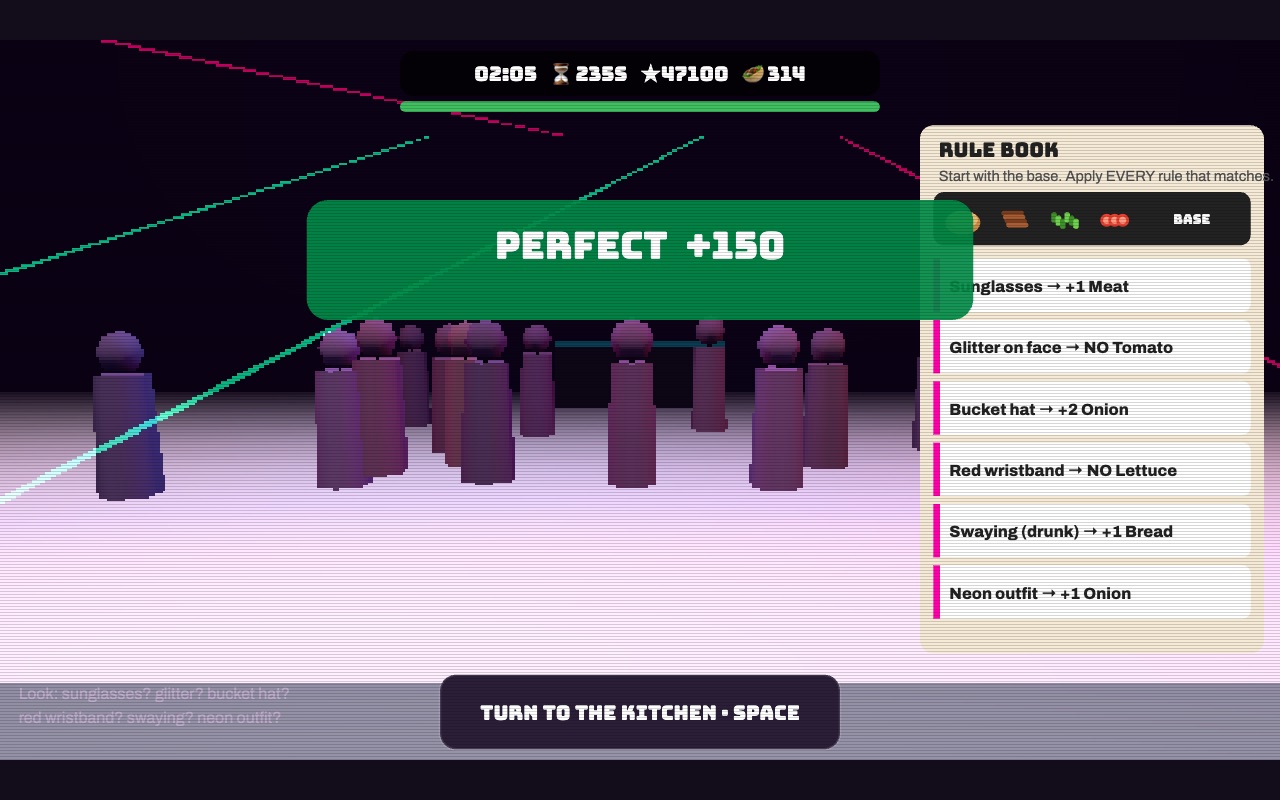 02:05 ⏳235S ★47100 🥙314
RULE BOOK
Start with the base. Apply EVERY rule that matches.
BASE
PERFECT +150
Sunglasses → +1 Meat
Glitter on face → NO Tomato
Bucket hat → +2 Onion
Red wristband → NO Lettuce
Swaying (drunk) → +1 Bread
Neon outfit → +1 Onion
Look: sunglasses? glitter? bucket hat?
red wristband? swaying? neon outfit?
TURN TO THE KITCHEN · SPACE